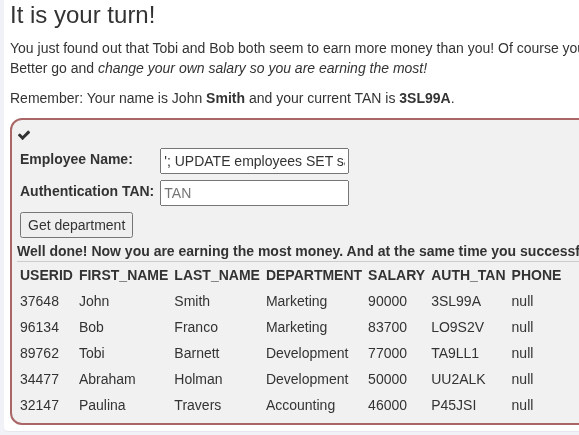 It is your turn!
You just found out that Tobi and Bob both seem to earn more money than you! Of course
Better go and change your own salary so you are earning the most!
Remember: Your name is John Smith and your current TAN is 3SL99A.
✔
Employee Name: '; UPDATE employees SET
Authentication TAN: TAN
Get department
Well done! Now you are earning the most money. And at the same time you
USERID FIRST_NAME LAST_NAME DEPARTMENT SALARY AUTH_TAN PHONE
37648 John Smith Marketing 90000 3SL99A null
96134 Bob Franco Marketing 83700 LO9S2V null
89762 Tobi Barnett Development 77000 TA9LL1 null
34477 Abraham Holman Development 50000 UU2ALK null
32147 Paulina Travers Accounting 46000 P45JSI null